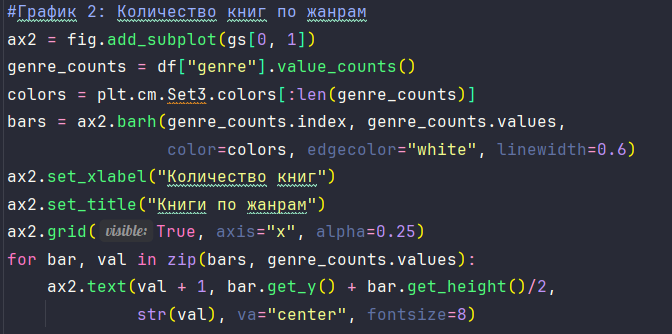 #График 2: Количество книг по жанрам
ax2 = fig.add_subplot(gs[0, 1])
genre_counts = df["genre"].value_counts()
colors = plt.cm.Set3.colors[:len(genre_counts)]
bars = ax2.barh(genre_counts.index, genre_counts.values,
                color=colors, edgecolor="white", linewidth=0.6)
ax2.set_xlabel("Количество книг")
ax2.set_title("Книги по жанрам")
ax2.grid( visible: True, axis="x", alpha=0.25)
for bar, val in zip(bars, genre_counts.values):
    ax2.text(val + 1, bar.get_y() + bar.get_height()/2,
             str(val), va="center", fontsize=8)